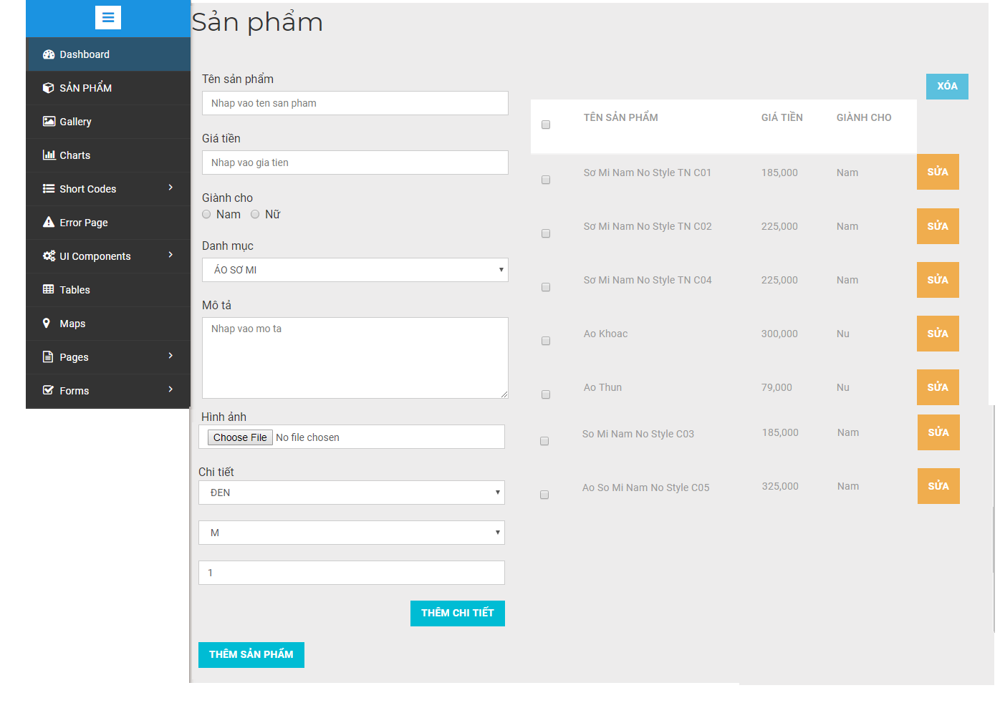 Sản phẩm
Dashboard
SẢN PHẨM
Gallery
Charts
Short Codes
Error Page
UI Components
Tables
Maps
Pages
Forms
Tên sản phẩm
Nhap vao ten san pham
Giá tiền
Nhap vao gia tien
Giành cho
Nam Nữ
Danh mục
ÁO SƠ MI
Mô tả
Nhap vao mo ta
Hình ảnh
Choose File No file chosen
Chi tiết
ĐEN
M
1
THÊM CHI TIẾT
THÊM SẢN PHẨM
XÓA
TÊN SẢN PHẨM GIÁ TIỀN GIÀNH CHO
Sơ Mi Nam No Style TN C01 185,000 Nam SỬA
Sơ Mi Nam No Style TN C02 225,000 Nam SỬA
Sơ Mi Nam No Style TN C04 225,000 Nam SỬA
Ao Khoac 300,000 Nu SỬA
Ao Thun 79,000 Nu SỬA
So Mi Nam No Style C03 185,000 Nam SỬA
Ao So Mi Nam No Style C05 325,000 Nam SỬA